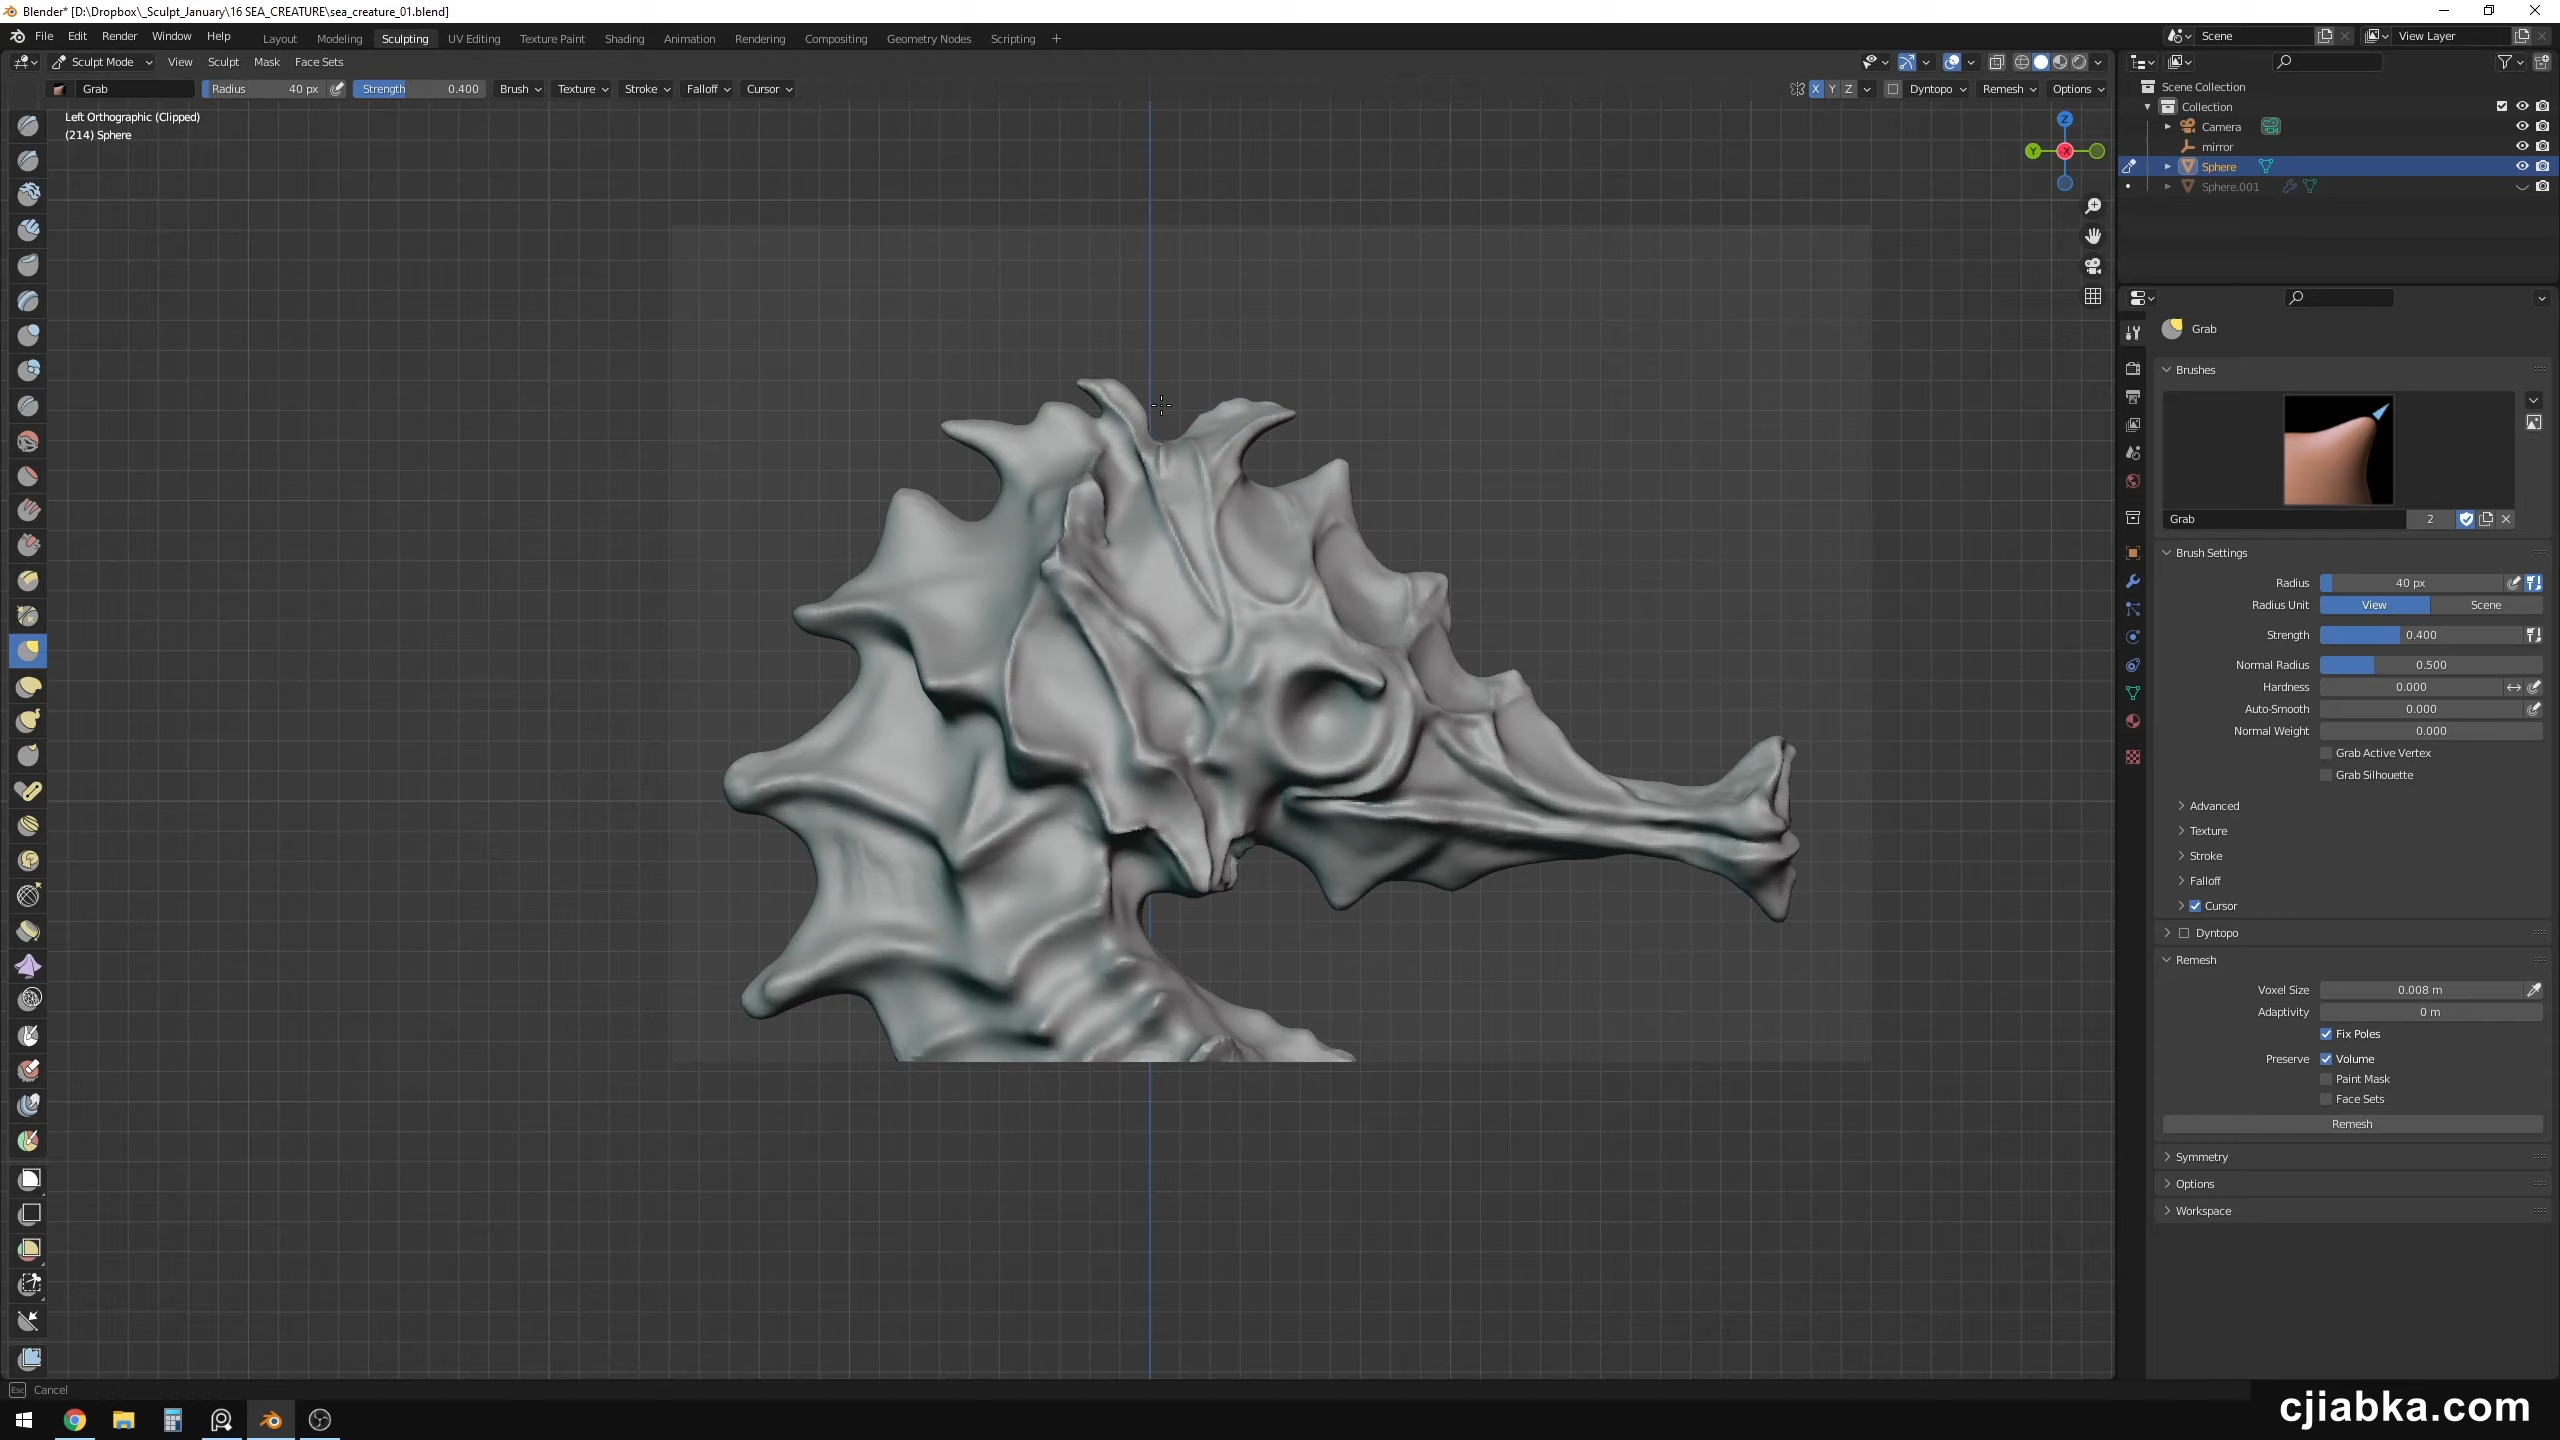 Blender* [D:\Dropbox\_Sculpt_January\16 SEA_CREATURE\sea_creature_01.blend]
File Edit Render Window Help Layout Modeling Sculpting UV Editing Texture Paint Shading Animation Rendering Compositing Geometry Nodes Scripting + Scene View Layer
Sculpt Mode View Sculpt Mask Face Sets
Grab Radius 40 px Strength 0.400 Brush Texture Stroke Falloff Cursor X Y Z Dyntopo Remesh Options
Left Orthographic (Clipped)
(214) Sphere
Z
Y
-X
Scene Collection
Collection
Camera
mirror
Sphere
Sphere.001
Grab
Brushes
Grab 2
Brush Settings
Radius 40 px
Radius Unit View Scene
Strength 0.400
Normal Radius 0.500
Hardness 0.000
Auto-Smooth 0.000
Normal Weight 0.000
Grab Active Vertex
Grab Silhouette
Advanced
Texture
Stroke
Falloff
Cursor
Dyntopo
Remesh
Voxel Size 0.008 m
Adaptivity 0 m
Fix Poles
Preserve Volume
Paint Mask
Face Sets
Remesh
Symmetry
Options
Workspace
Esc Cancel
cjiabka.com